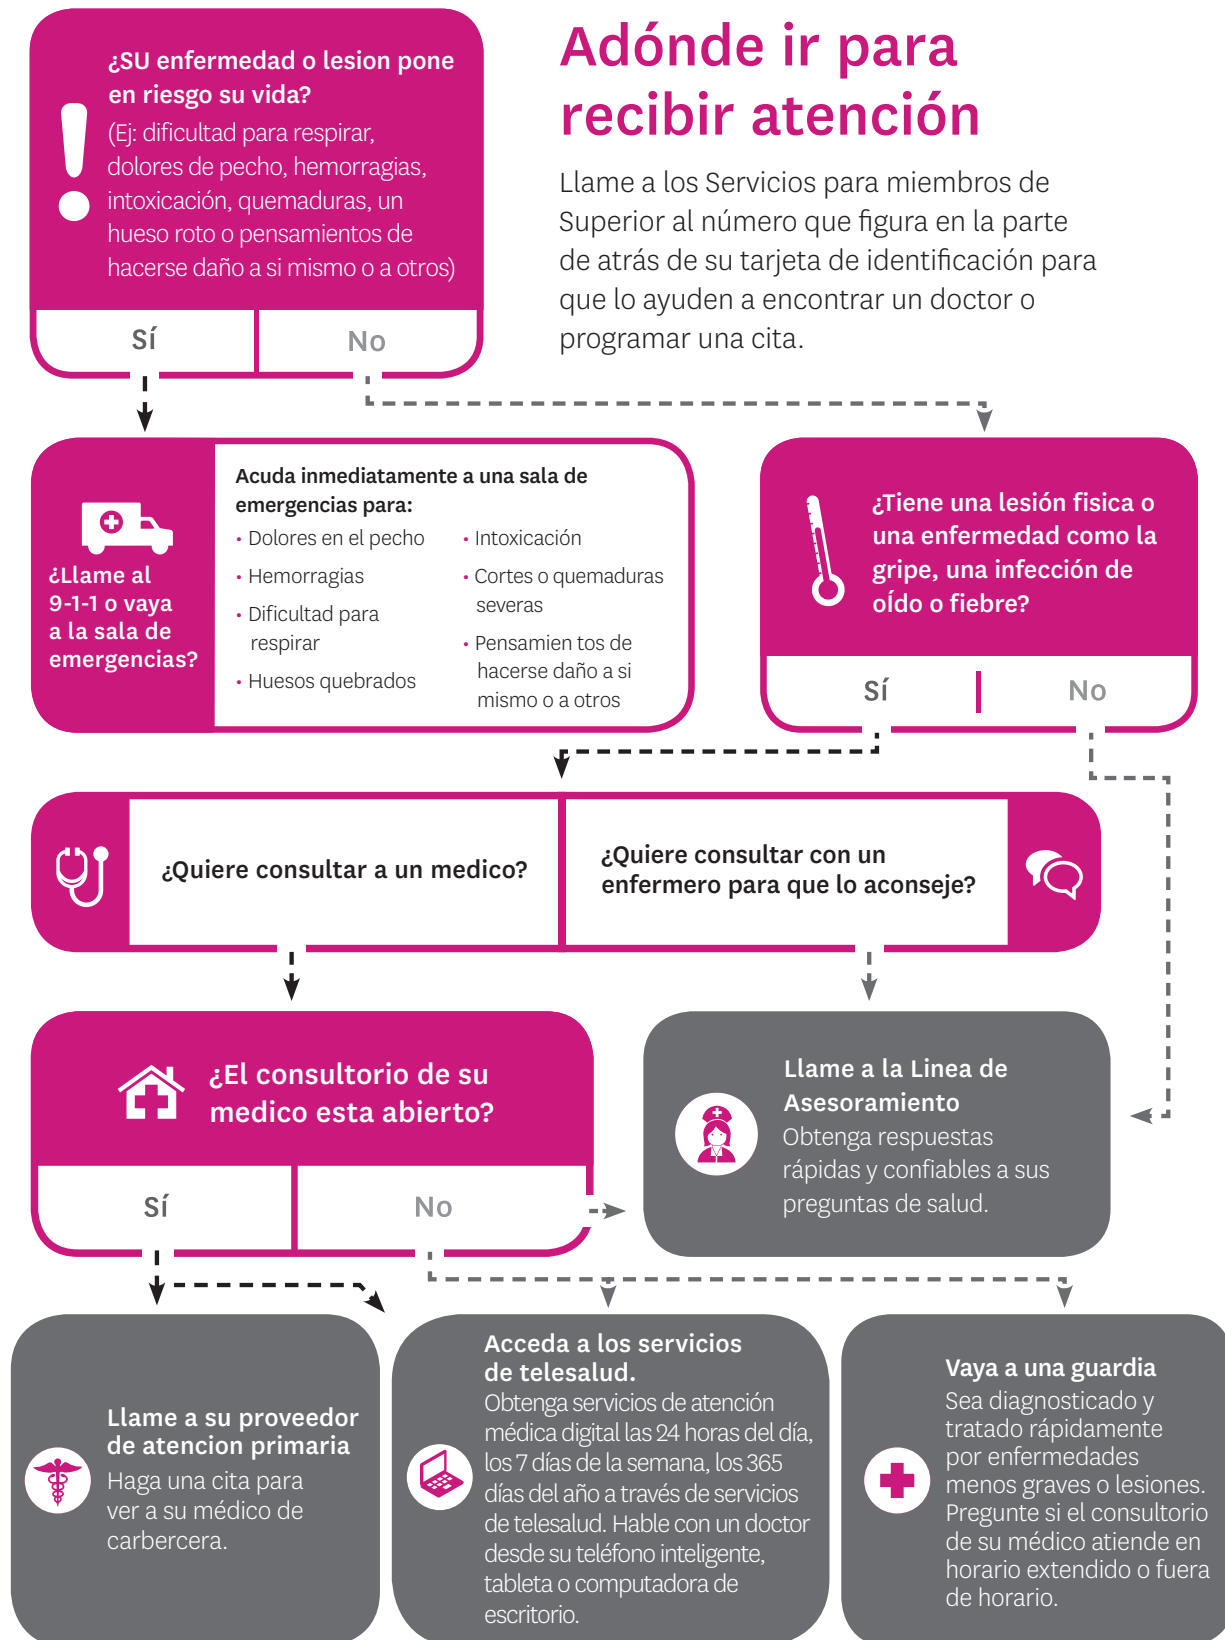 Adónde ir para
recibir atención
Llame a los Servicios para miembros de
Superior al número que figura en la parte
de atrás de su tarjeta de identificación para
que lo ayuden a encontrar un doctor o
programar una cita.
¿SU enfermedad o lesion pone
en riesgo su vida?
(Ej: dificultad para respirar,
dolores de pecho, hemorragias,
intoxicación, quemaduras, un
hueso roto o pensamientos de
hacerse daño a si mismo o a otros)
Sí
No
¿Llame al
9-1-1 o vaya
a la sala de
emergencias?
Acuda inmediatamente a una sala de
emergencias para:
• Dolores en el pecho
• Hemorragias
• Dificultad para
respirar
• Huesos quebrados
• Intoxicación
• Cortes o quemaduras
severas
• Pensamien tos de
hacerse daño a si
mismo o a otros
¿Tiene una lesión fisica o
una enfermedad como la
gripe, una infección de
oÍdo o fiebre?
Sí
No
¿Quiere consultar a un medico?
¿Quiere consultar con un
enfermero para que lo aconseje?
¿El consultorio de su
medico esta abierto?
Sí
No
Llame a la Linea de
Asesoramiento
Obtenga respuestas
rápidas y confiables a sus
preguntas de salud.
Llame a su proveedor
de atencion primaria
Haga una cita para
ver a su médico de
carbercera.
Acceda a los servicios
de telesalud.
Obtenga servicios de atención
médica digital las 24 horas del día,
los 7 días de la semana, los 365
días del año a través de servicios
de telesalud. Hable con un doctor
desde su teléfono inteligente,
tableta o computadora de
escritorio.
Vaya a una guardia
Sea diagnosticado y
tratado rápidamente
por enfermedades
menos graves o lesiones.
Pregunte si el consultorio
de su médico atiende en
horario extendido o fuera
de horario.